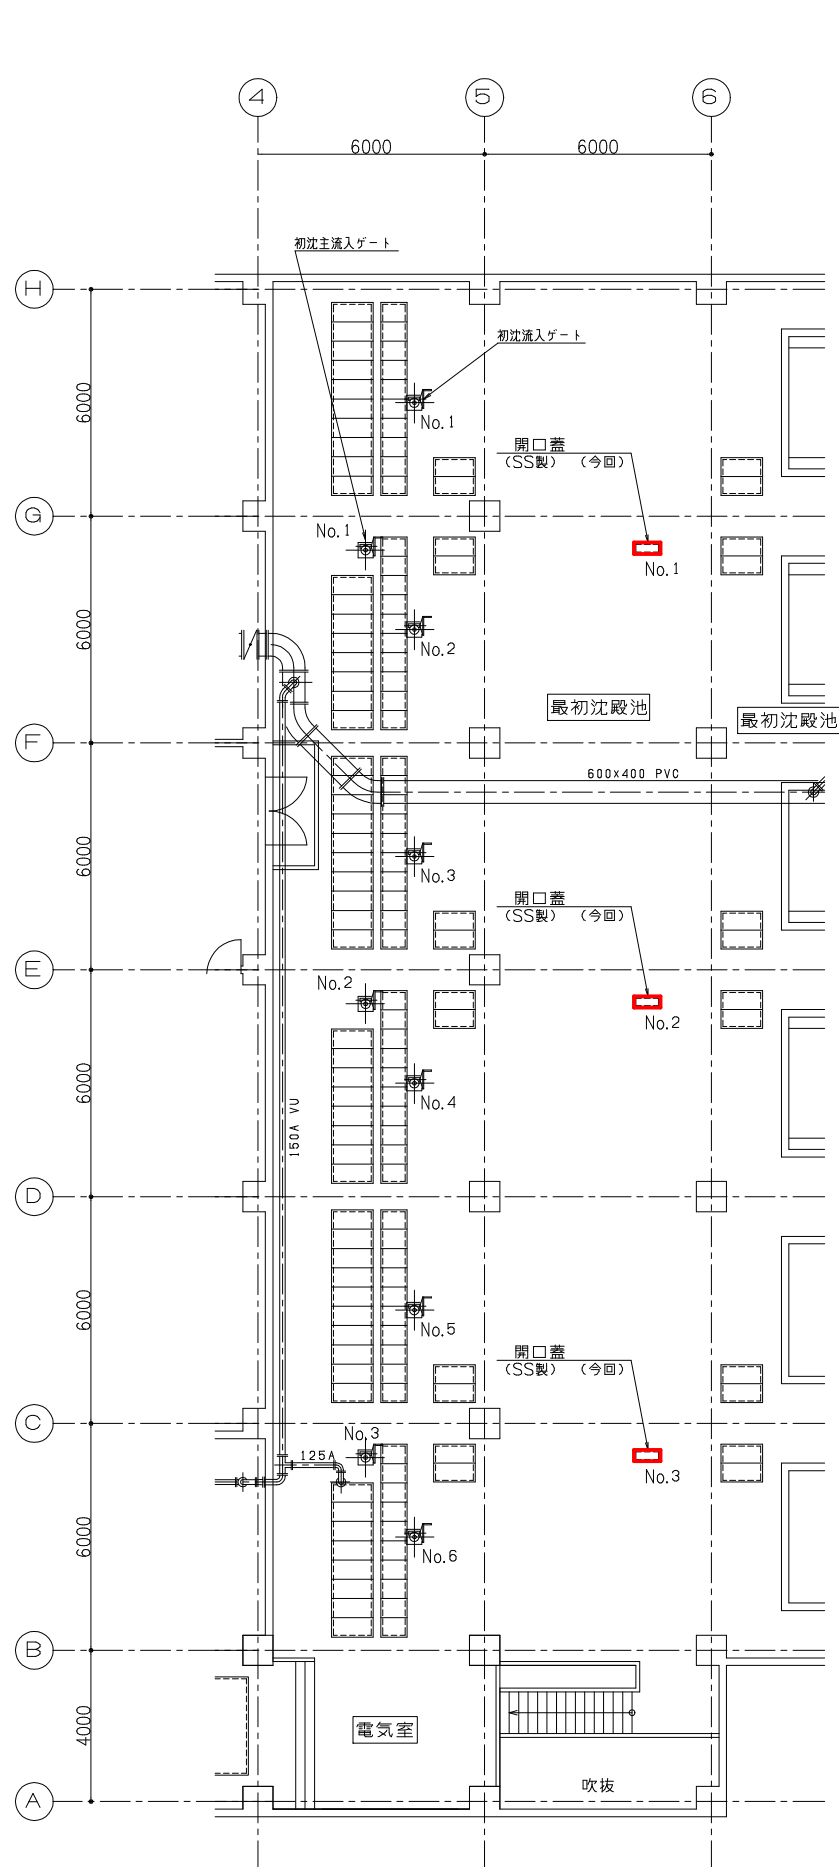 4
5
6
6000
6000
初沈主流入ゲート
H
初沈流入ゲート
6000
No.1
開口蓋
(SS製) (今回)
G
No.1
No.1
6000
No.2
最初沈殿池
最初沈殿池
F
600x400 PVC
6000
No.3
開口蓋
(SS製) (今回)
E
No.2
No.2
6000
No.4
150A VU
D
6000
No.5
開口蓋
(SS製) (今回)
C
No.3
125A
No.3
6000
No.6
B
4000
電気室
吹抜
A